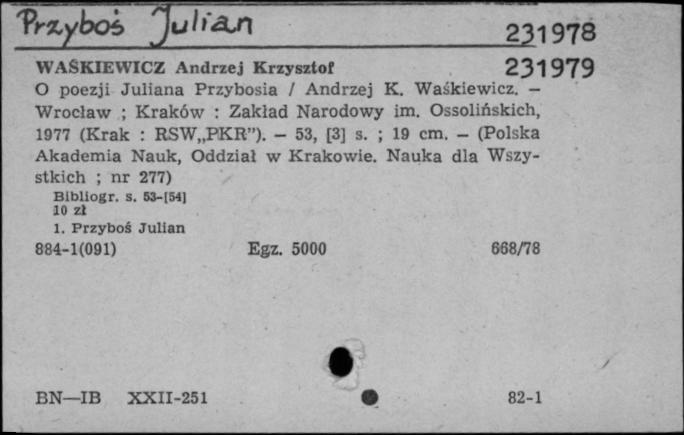 Przyboś Julian
231978
231979
WAŚKIEWICZ Andrzej Krzysztof
O poezji Juliana Przybosia / Andrzej K. Waśkiewicz. —
Wrocław ; Kraków : Zakład Narodowy im. Ossolińskich,
1977 (Krak : RSW„PKR”). — 53, [3] s. ; 19 cm. — (Polska
Akademia Nauk, Oddział w Krakowie. Nauka dla Wszy-
stkich ; nr 277)
Bibliogr. s. 53-[54]
10 zł
1. Przyboś Julian
884-1(091) Egz. 5000 668/78
BN—IB XXII-251 82-1